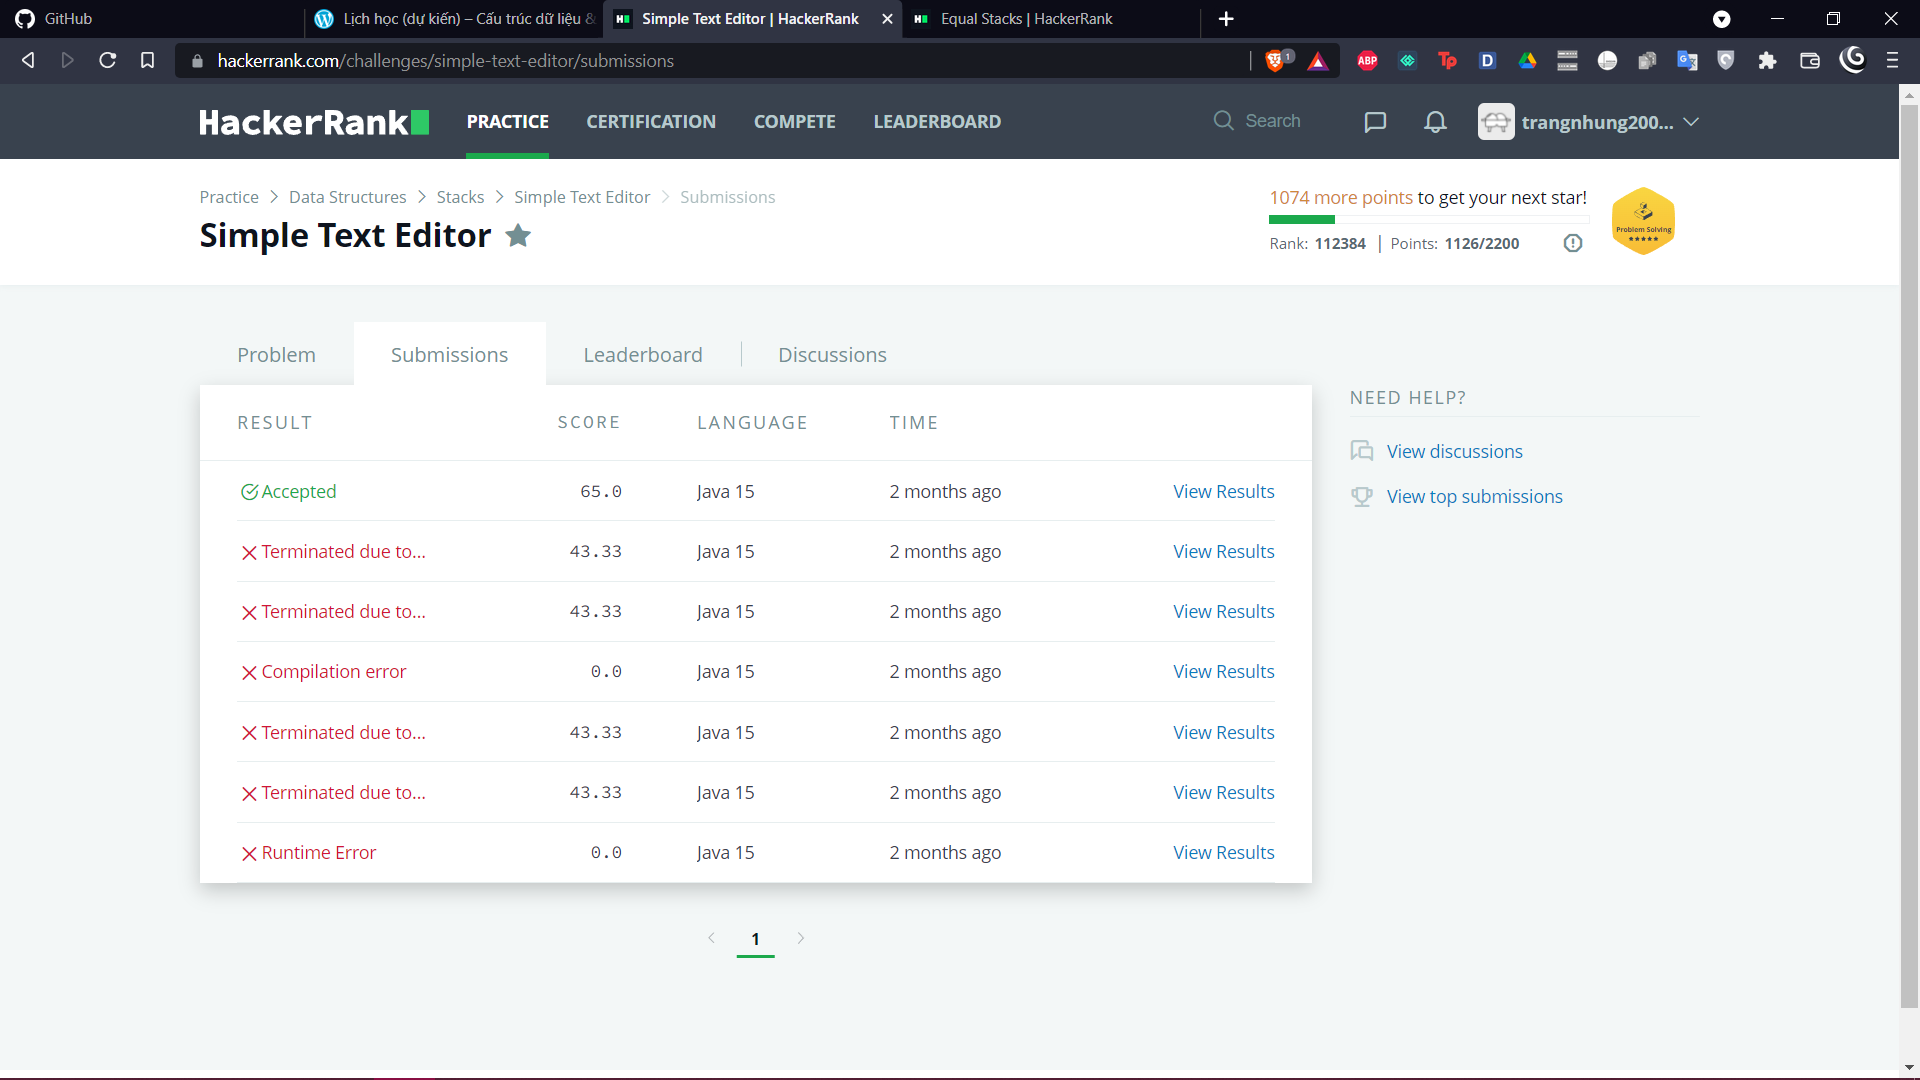 GitHub
Lịch học (dự kiến) – Cấu trúc dữ liệu &
Simple Text Editor | HackerRank
Equal Stacks | HackerRank
hackerrank.com/challenges/simple-text-editor/submissions
1
ABP
Tp
D
HackerRank
PRACTICE
CERTIFICATION
COMPETE
LEADERBOARD
Search
trangnhung200...
Practice > Data Structures > Stacks > Simple Text Editor > Submissions
1074 more points to get your next star!
Simple Text Editor
Rank: 112384 | Points: 1126/2200
Problem Solving
Problem
Submissions
Leaderboard
Discussions
RESULT SCORE LANGUAGE TIME
Accepted 65.0 Java 15 2 months ago View Results
Terminated due to... 43.33 Java 15 2 months ago View Results
Terminated due to... 43.33 Java 15 2 months ago View Results
Compilation error 0.0 Java 15 2 months ago View Results
Terminated due to... 43.33 Java 15 2 months ago View Results
Terminated due to... 43.33 Java 15 2 months ago View Results
Runtime Error 0.0 Java 15 2 months ago View Results
NEED HELP?
View discussions
View top submissions
1